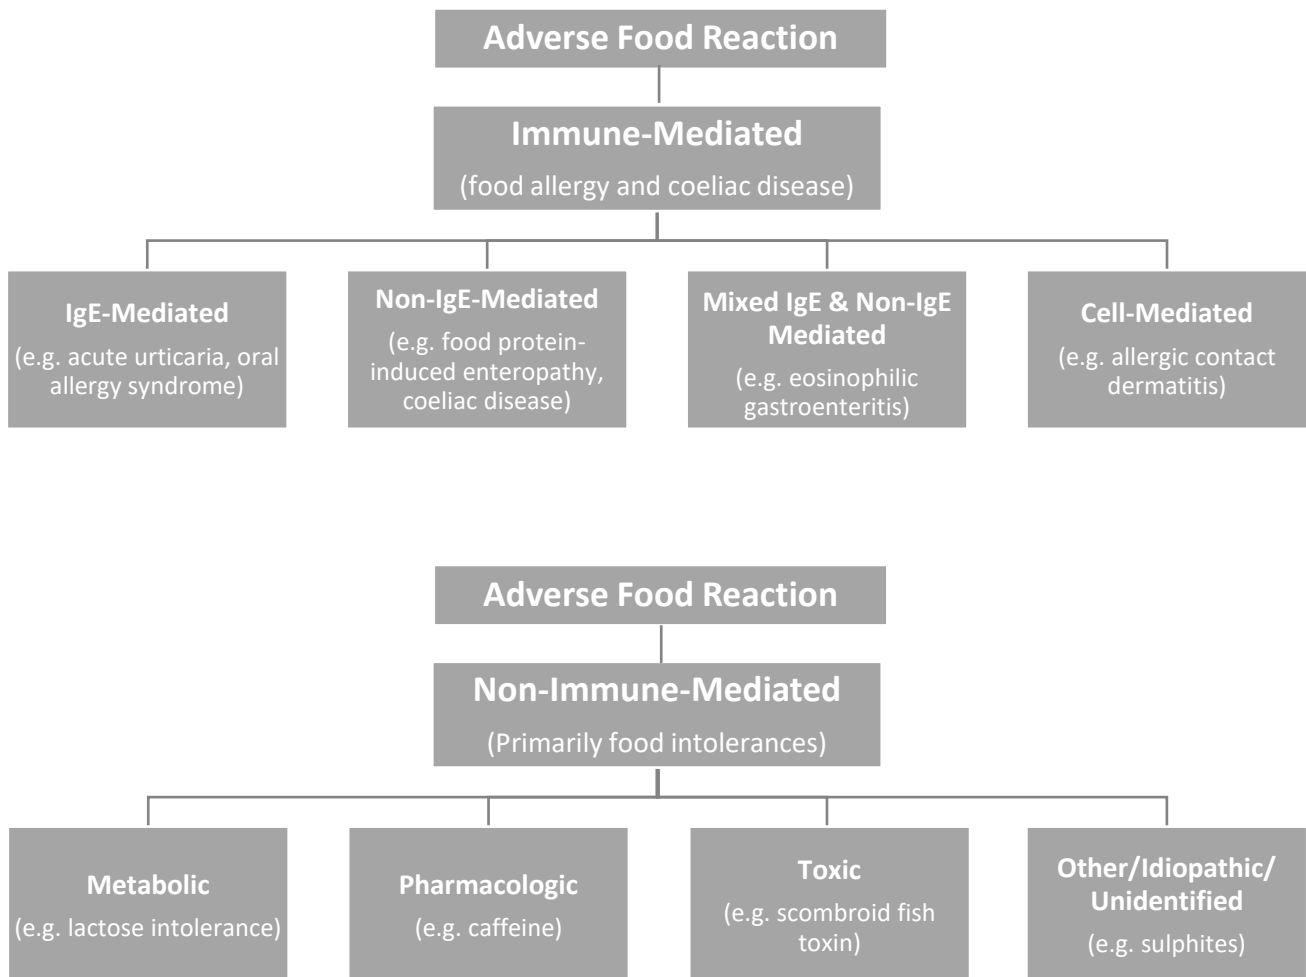 Adverse Food Reaction
Immune-Mediated
(food allergy and coeliac disease)
IgE-Mediated
(e.g. acute urticaria, oral
allergy syndrome)
Non-IgE-Mediated
(e.g. food protein-
induced enteropathy,
coeliac disease)
Mixed IgE & Non-IgE
Mediated
(e.g. eosinophilic
gastroenteritis)
Cell-Mediated
(e.g. allergic contact
dermatitis)
Adverse Food Reaction
Non-Immune-Mediated
(Primarily food intolerances)
Metabolic
(e.g. lactose intolerance)
Pharmacologic
(e.g. caffeine)
Toxic
(e.g. scombroid fish
toxin)
Other/Idiopathic/
Unidentified
(e.g. sulphites)